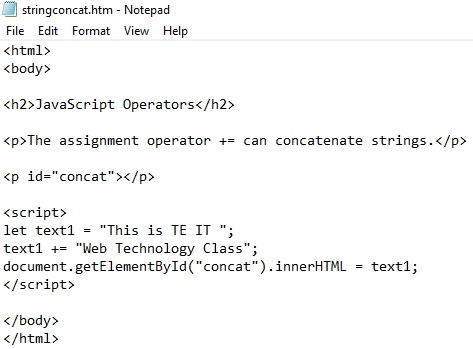 stringconcat.htm - Notepad
File Edit Format View Help
<html>
<body>
<h2>JavaScript Operators</h2>
<p>The assignment operator += can concatenate strings.</p>
<p id="concat"></p>
<script>
let text1 = "This is TE IT ";
text1 += "Web Technology Class";
document.getElementById("concat").innerHTML = text1;
</script>
</body>
</html>